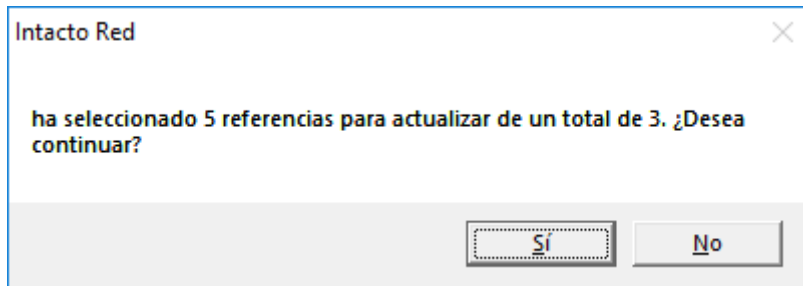 Intacto Red
ha seleccionado 5 referencias para actualizar de un total de 3. ¿Desea
continuar?
Sí
No